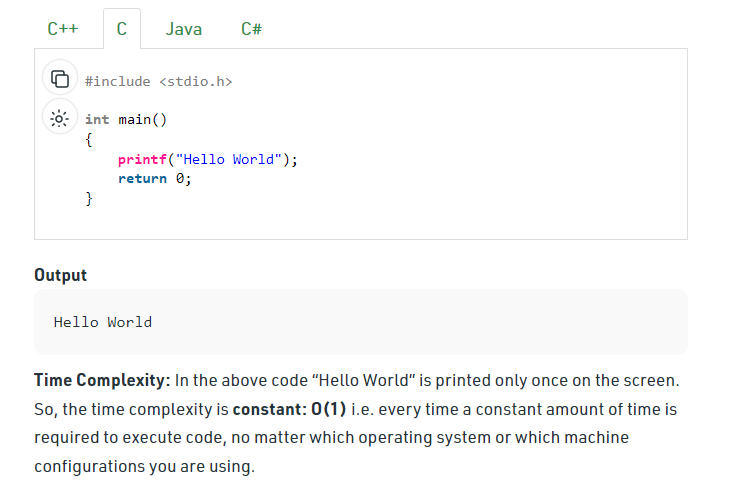 C++ C Java C#
#include <stdio.h>
int main()
{
    printf("Hello World");
    return 0;
}
Output
Hello World
Time Complexity: In the above code “Hello World” is printed only once on the screen.
So, the time complexity is constant: O(1) i.e. every time a constant amount of time is
required to execute code, no matter which operating system or which machine
configurations you are using.